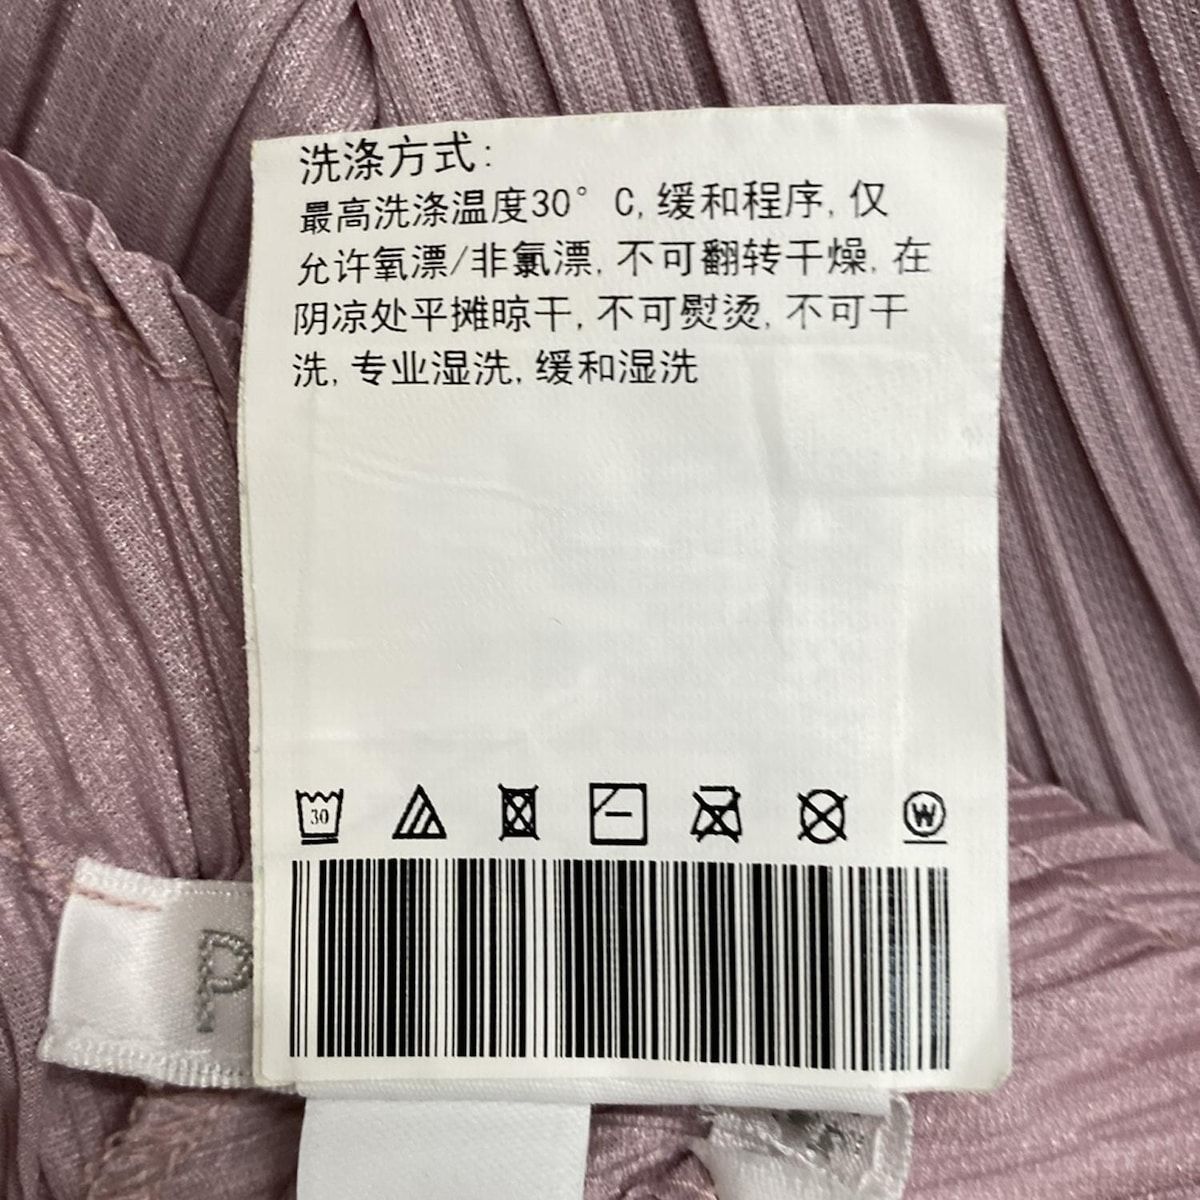 洗涤方式:
最高洗涤温度30° C, 缓和程序, 仅
允许氧漂/非氯漂, 不可翻转干燥, 在
阴凉处平摊晾干, 不可熨烫, 不可干
洗, 专业湿洗, 缓和湿洗
30
W